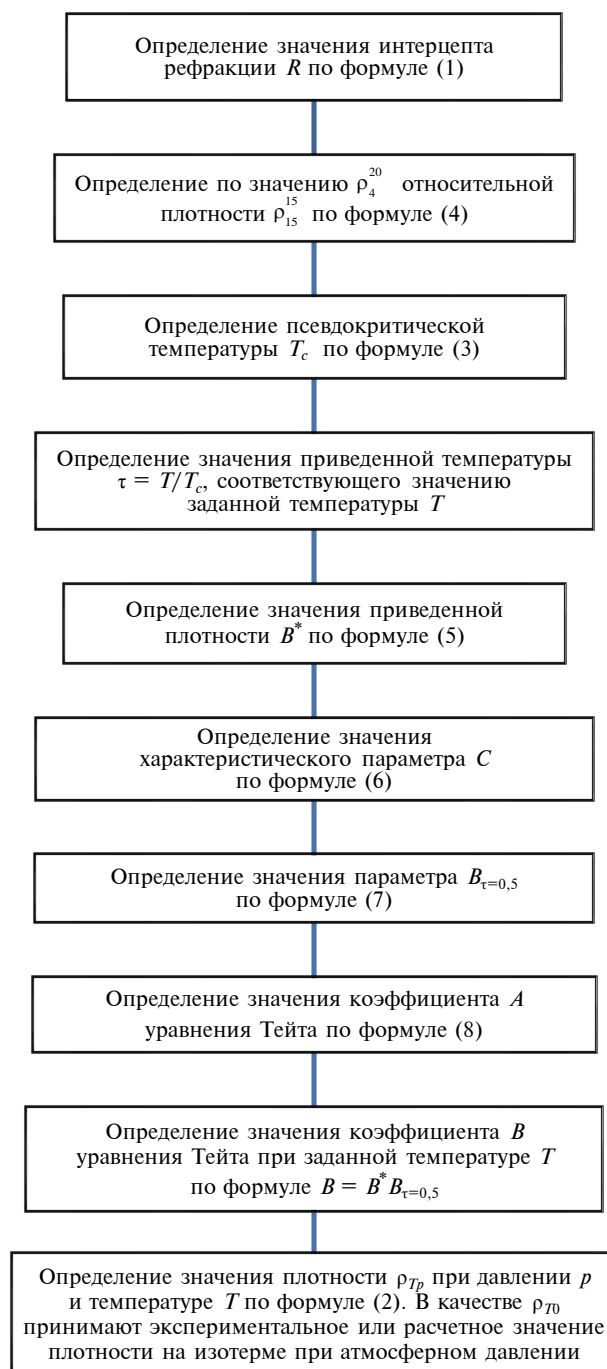 Определение значения интерцепта
рефракции R по формуле (1)
Определение по значению ρ₄²⁰ относительной
плотности ρ₁₅¹⁵ по формуле (4)
Определение псевдокритической
температуры T_c по формуле (3)
Определение значения приведенной температуры
τ = T/T_c, соответствующего значению
заданной температуры T
Определение значения приведенной
плотности B* по формуле (5)
Определение значения
характеристического параметра C
по формуле (6)
Определение значения параметра B_τ=0,5
по формуле (7)
Определение значения коэффициента A
уравнения Тейта по формуле (8)
Определение значения коэффициента B
уравнения Тейта при заданной температуре T
по формуле B = B*B_τ=0,5
Определение значения плотности ρ_Tp при давлении p
и температуре T по формуле (2). В качестве ρ_T0
принимают экспериментальное или расчетное значение
плотности на изотерме при атмосферном давлении